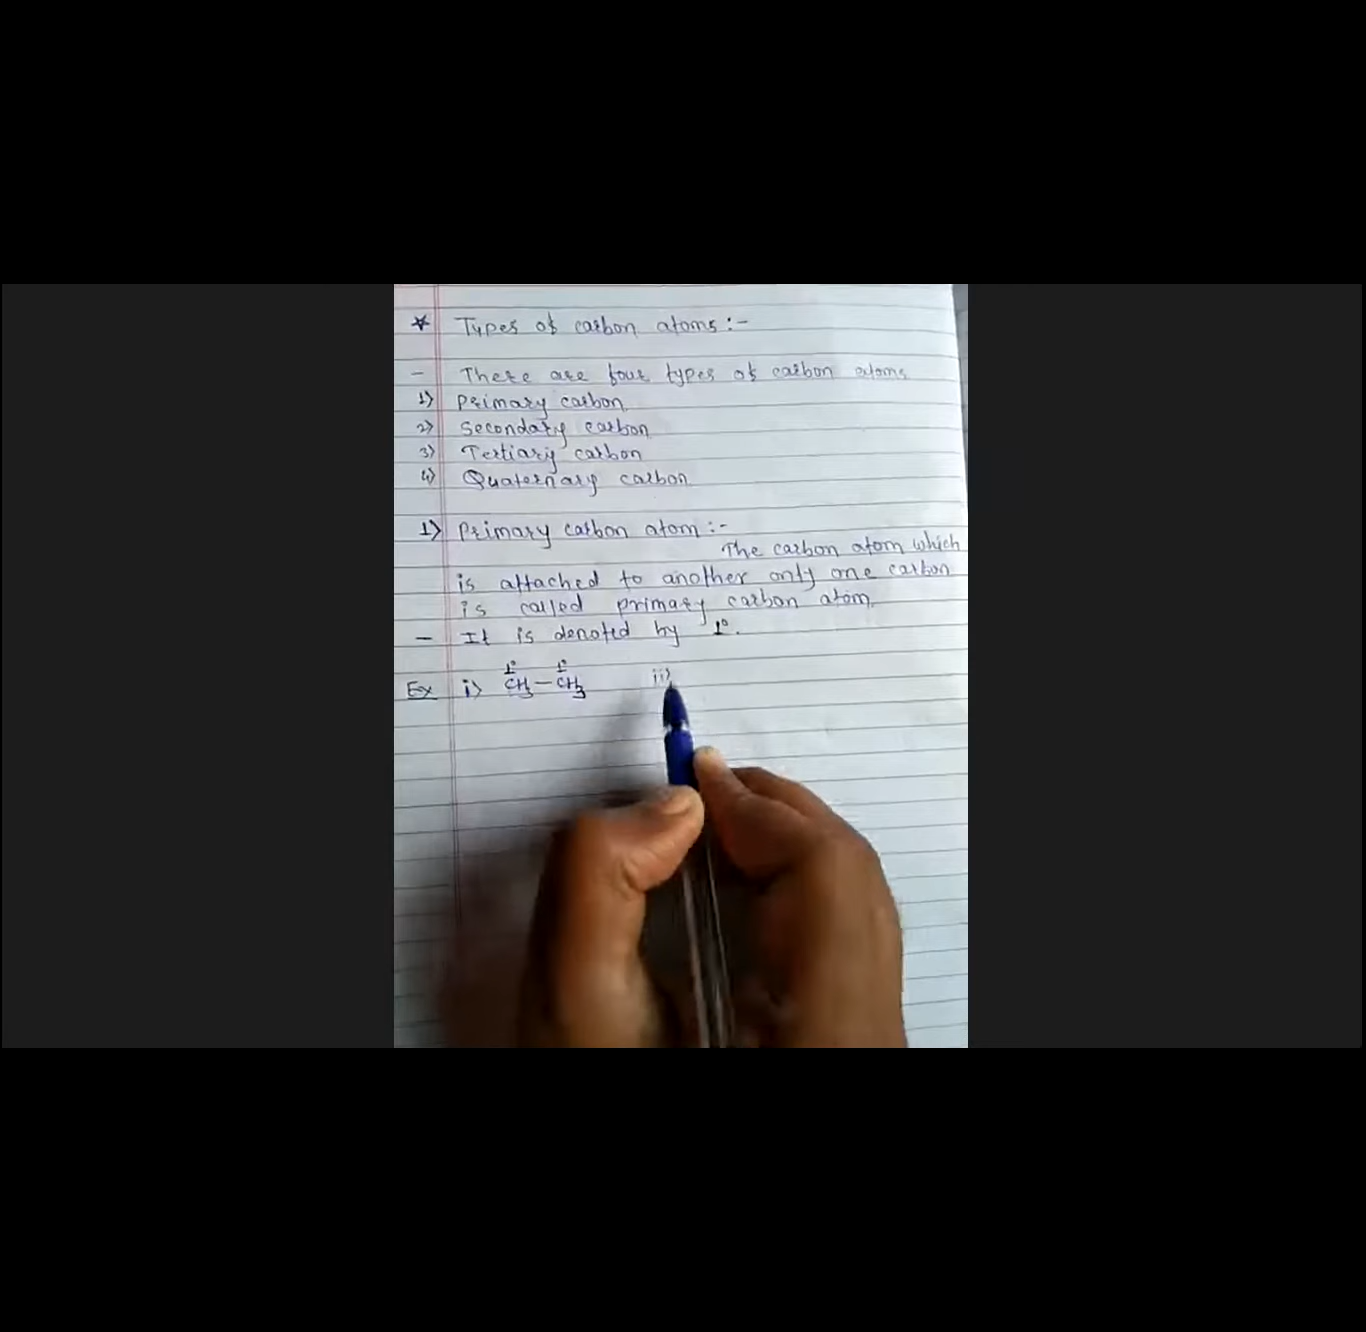 * Types of carbon atoms :-
- There are four types of carbon atoms
1) Primary carbon
2) Secondary carbon
3) Tertiary carbon
4) Quaternary carbon
1) Primary carbon atom :-
The carbon atom which
is attached to another only one carbon
is called primary carbon atom.
- It is denoted by 1°.
1° 1°
Ex i) CH₃ – CH₃ ii)